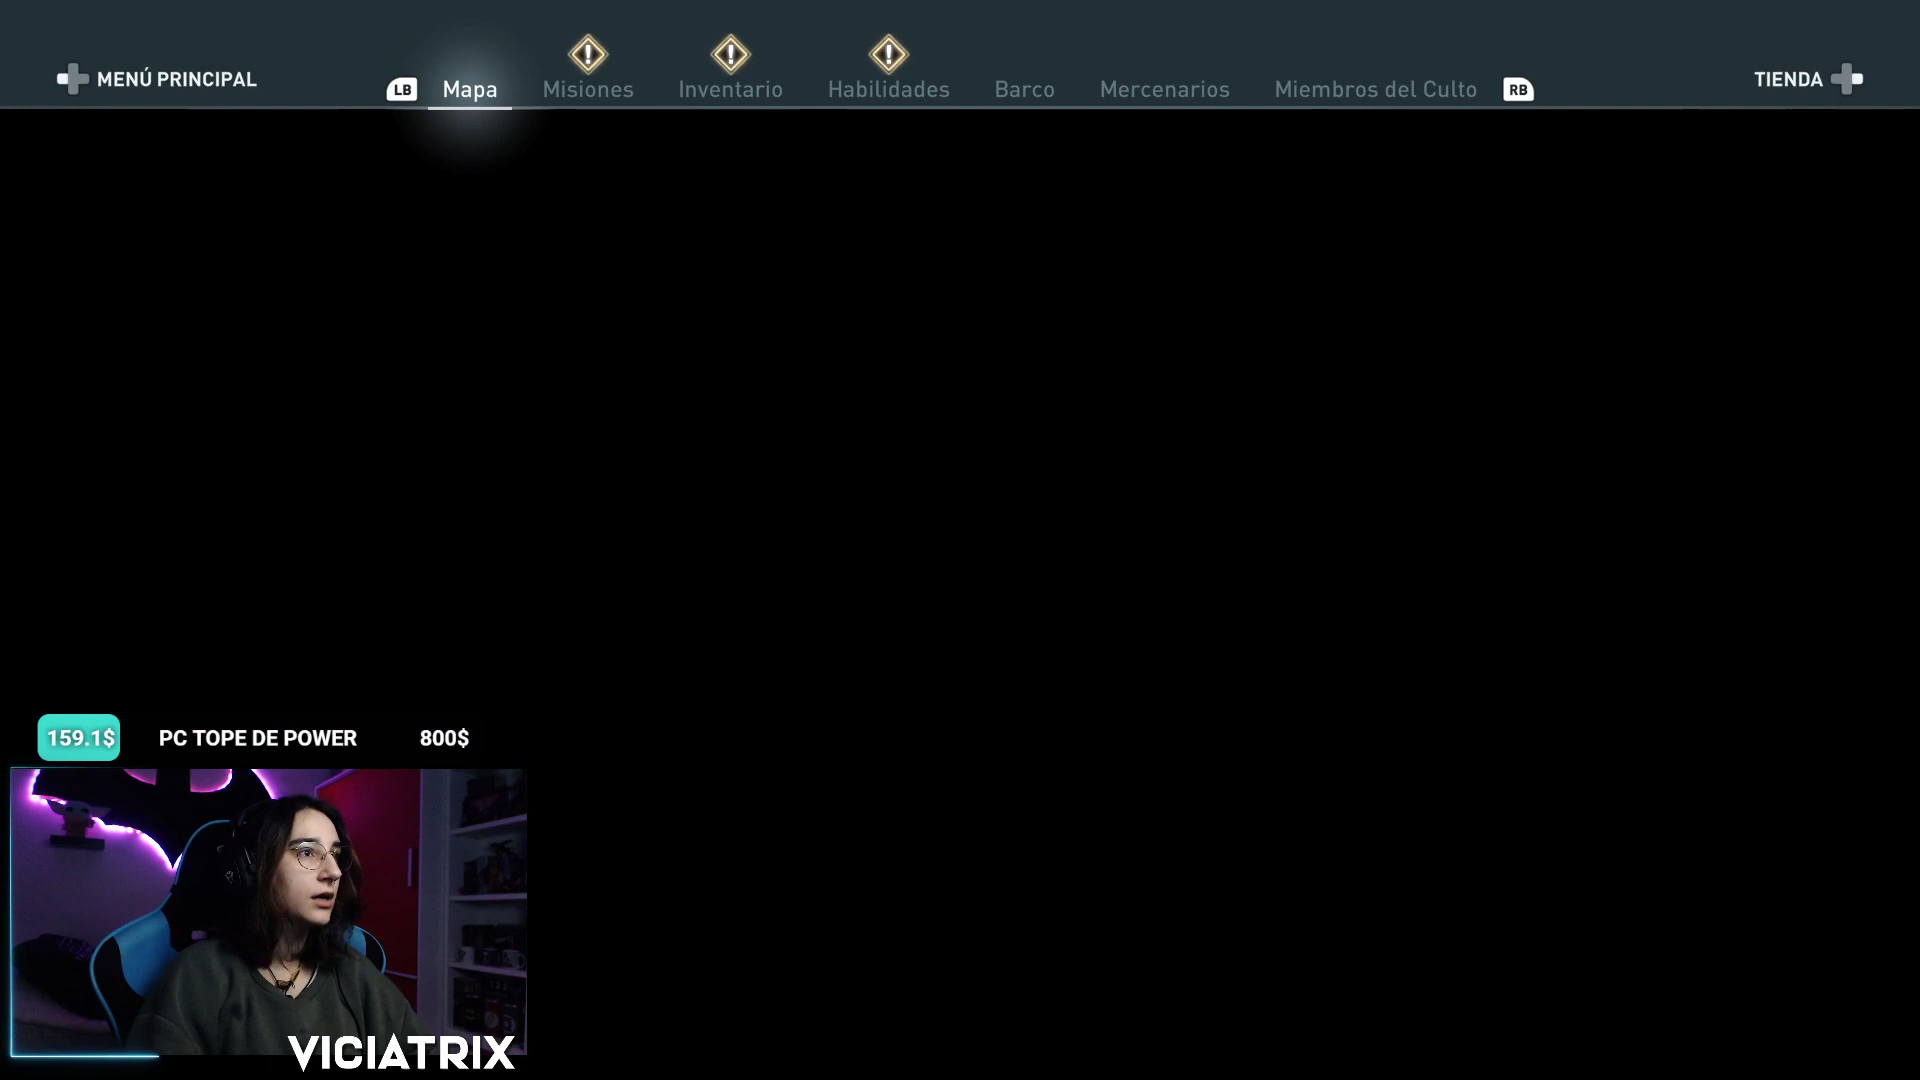 MENÚ PRINCIPAL
LB Mapa Misiones Inventario Habilidades Barco Mercenarios Miembros del Culto RB
TIENDA
159.1$ PC TOPE DE POWER 800$
VICIATRIX